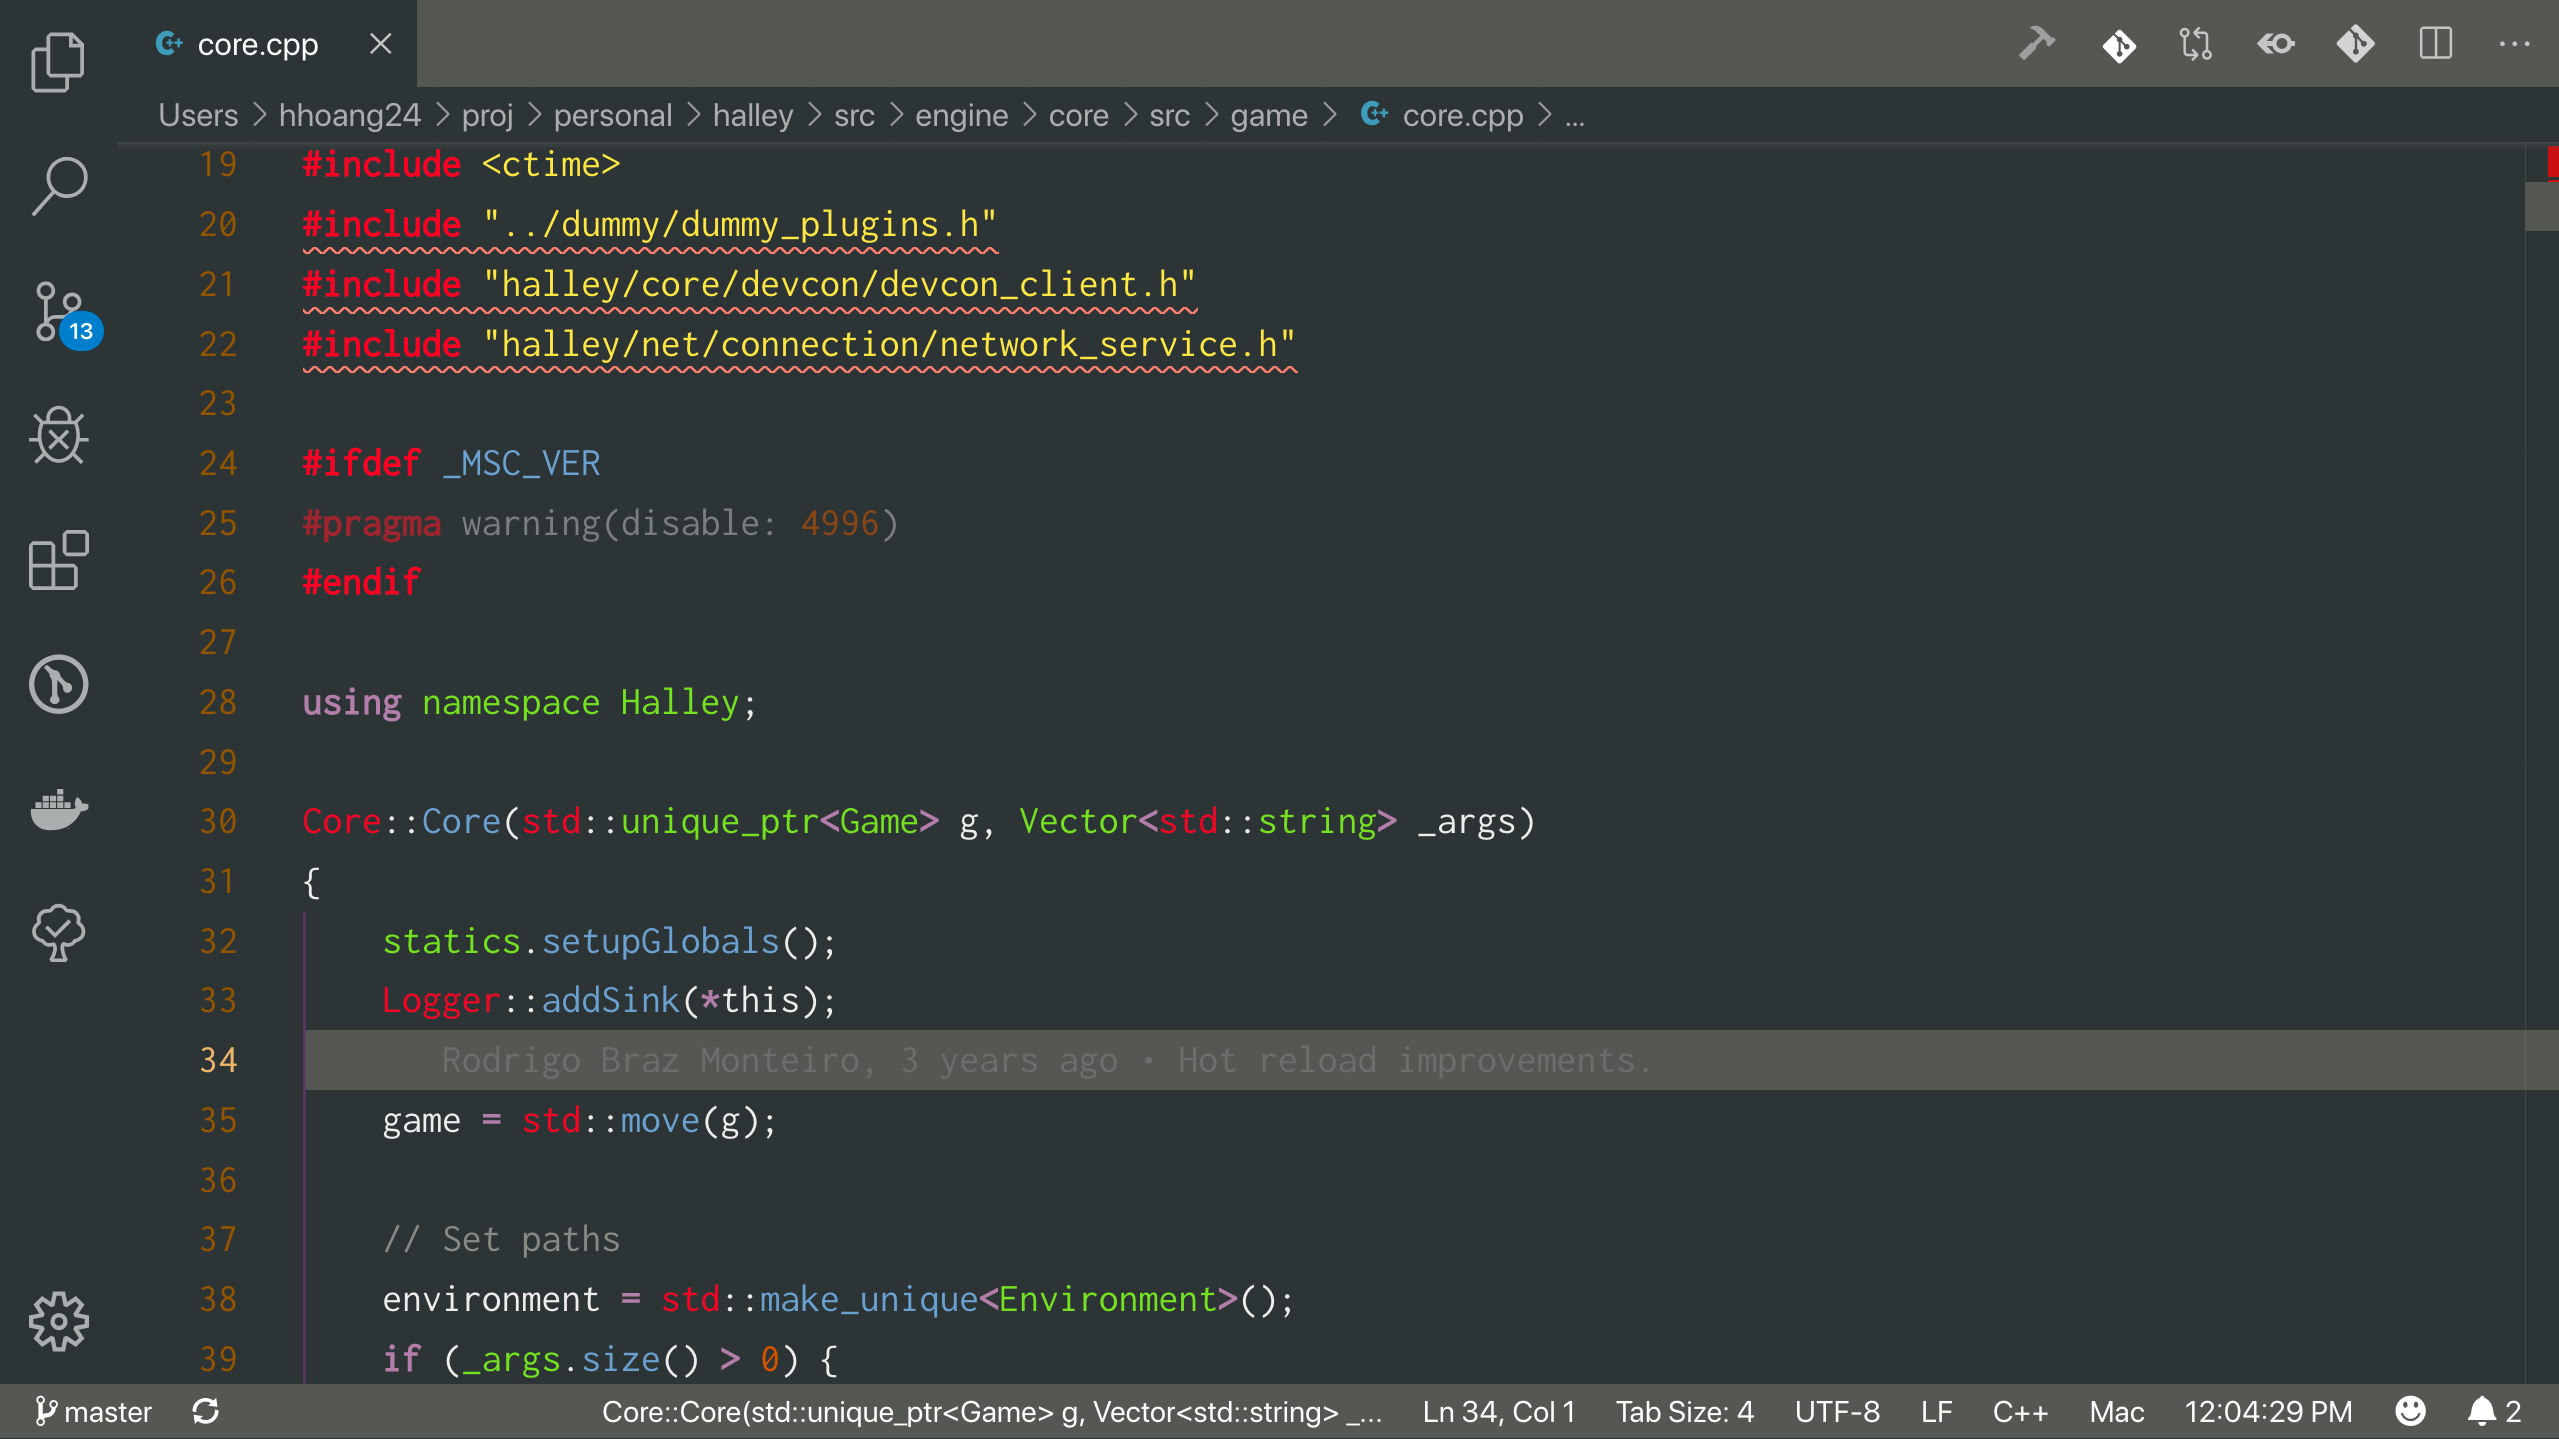 core.cpp
Users > hhoang24 > proj > personal > halley > src > engine > core > src > game > core.cpp > ...
19 #include <ctime>
20 #include "../dummy/dummy_plugins.h"
21 #include "halley/core/devcon/devcon_client.h"
22 #include "halley/net/connection/network_service.h"
23
24 #ifdef _MSC_VER
25 #pragma warning(disable: 4996)
26 #endif
27
28 using namespace Halley;
29
30 Core::Core(std::unique_ptr<Game> g, Vector<std::string> _args)
31 {
32 statics.setupGlobals();
33 Logger::addSink(*this);
34 Rodrigo Braz Monteiro, 3 years ago • Hot reload improvements.
35 game = std::move(g);
36
37 // Set paths
38 environment = std::make_unique<Environment>();
39 if (_args.size() > 0) {
13
master Core::Core(std::unique_ptr<Game> g, Vector<std::string> _... Ln 34, Col 1 Tab Size: 4 UTF-8 LF C++ Mac 12:04:29 PM 2